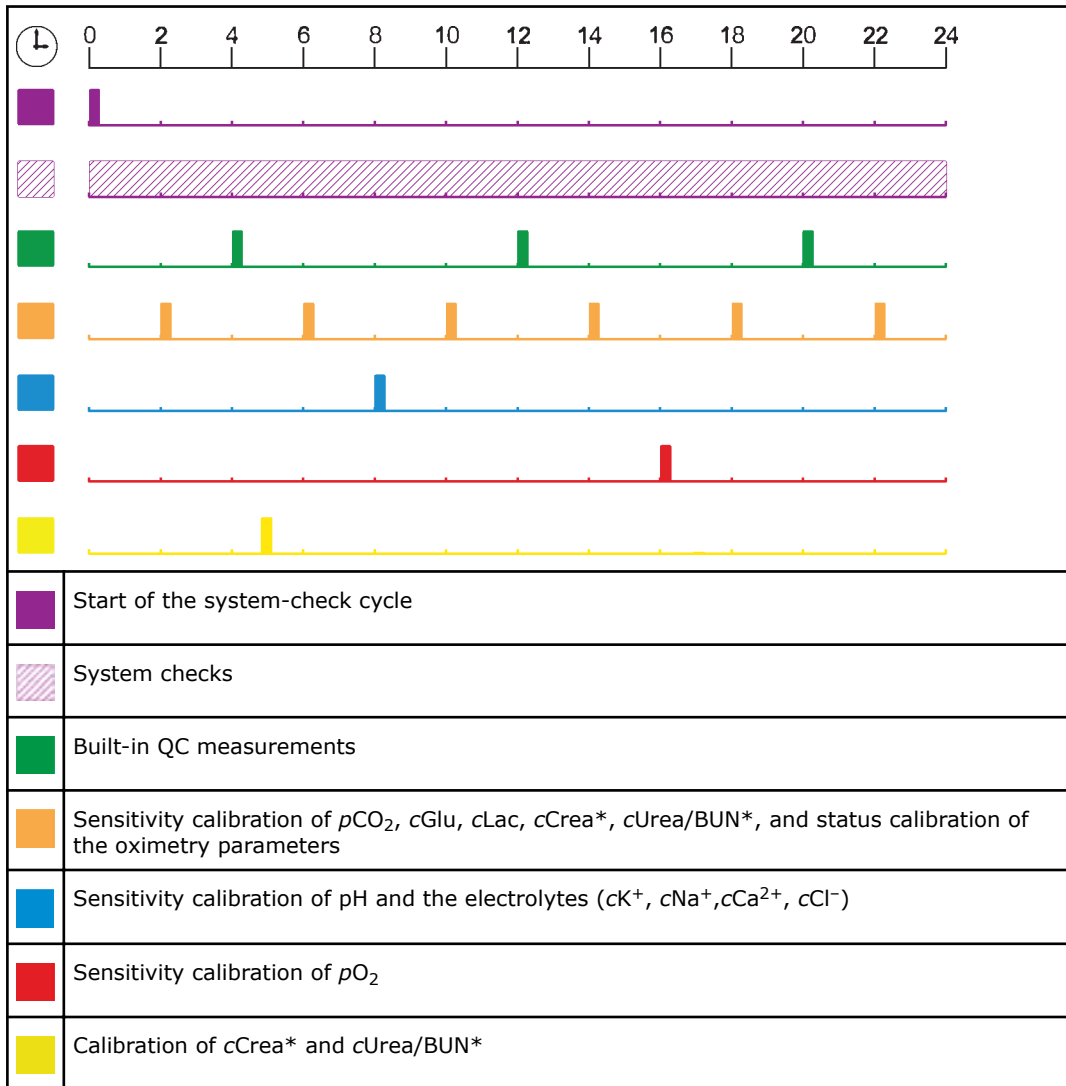 0 2 4 6 8 10 12 14 16 18 20 22 24
Start of the system-check cycle
System checks
Built-in QC measurements
Sensitivity calibration of pCO₂, cGlu, cLac, cCrea*, cUrea/BUN*, and status calibration of
the oximetry parameters
Sensitivity calibration of pH and the electrolytes (cK⁺, cNa⁺,cCa²⁺, cCl⁻)
Sensitivity calibration of pO₂
Calibration of cCrea* and cUrea/BUN*